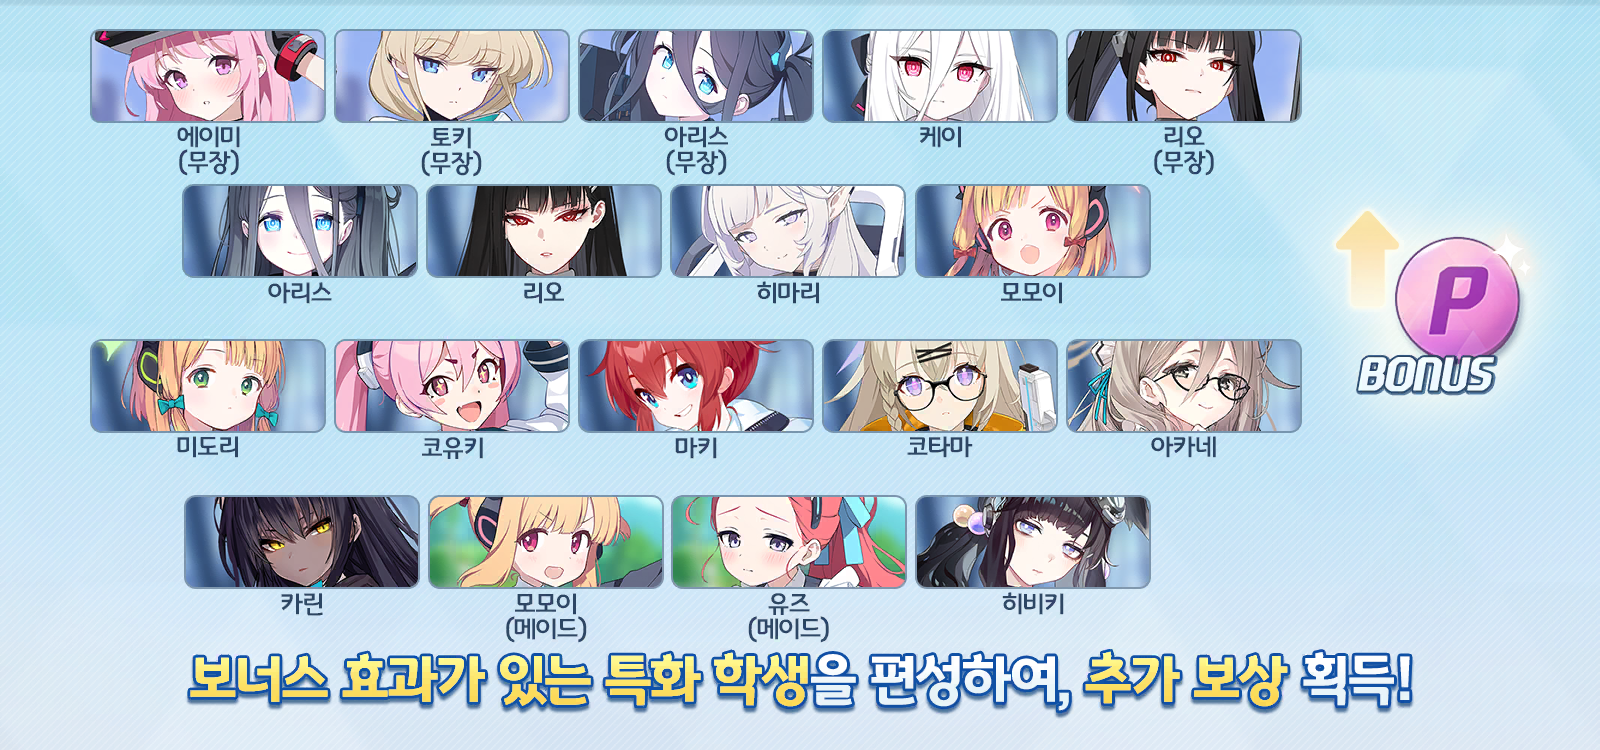 에이미
(무장)
토키
(무장)
아리스
(무장)
케이
리오
(무장)
아리스
리오
히마리
모모이
P
BONUS
미도리
코유키
마키
코타마
아카네
카린
모모이
(메이드)
유즈
(메이드)
히비키
보너스 효과가 있는 특화 학생을 편성하여, 추가 보상 획득!